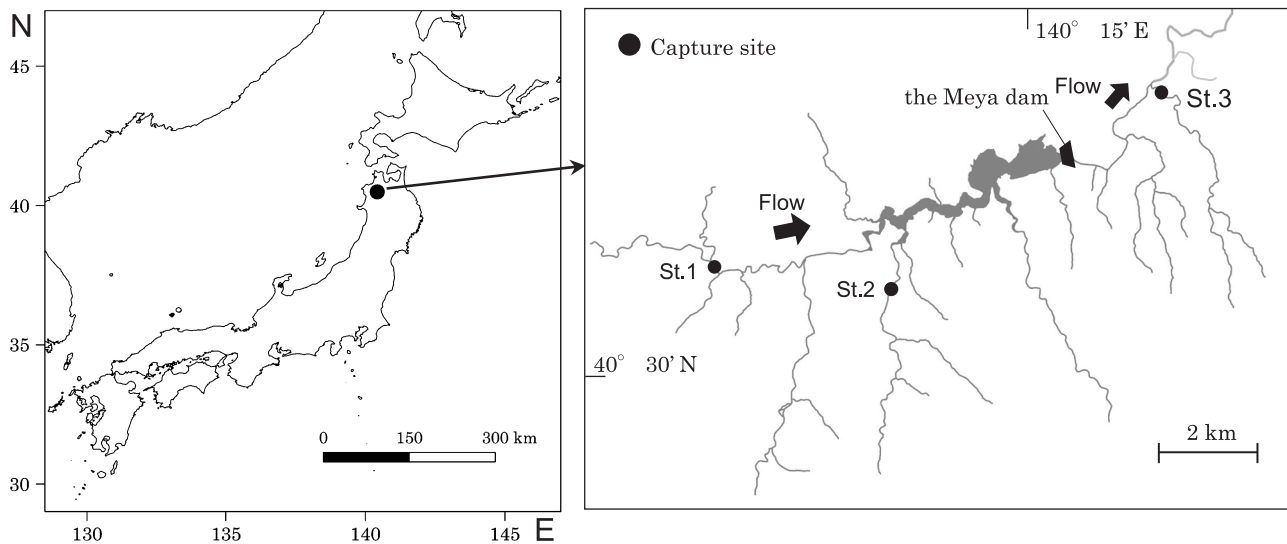 N
45
40
35
30
0 150 300 km
130 135 140 145 E
Capture site
140° 15’ E
Flow
the Meya dam
St.3
Flow
St.1
St.2
40° 30’ N
2 km